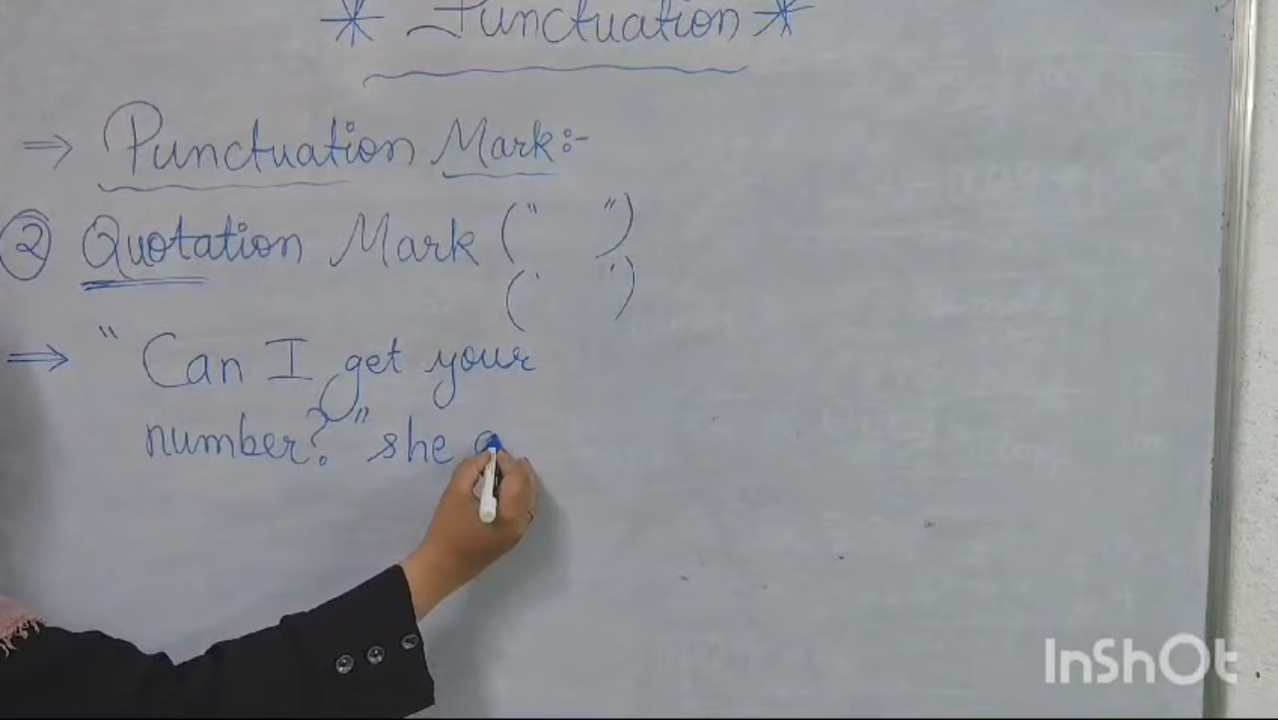 * Punctuation *
⇒ Punctuation Mark:-
② Quotation Mark (“ ”)
(‘ ’)
⇒ “Can I get your
number?” she
InShOt